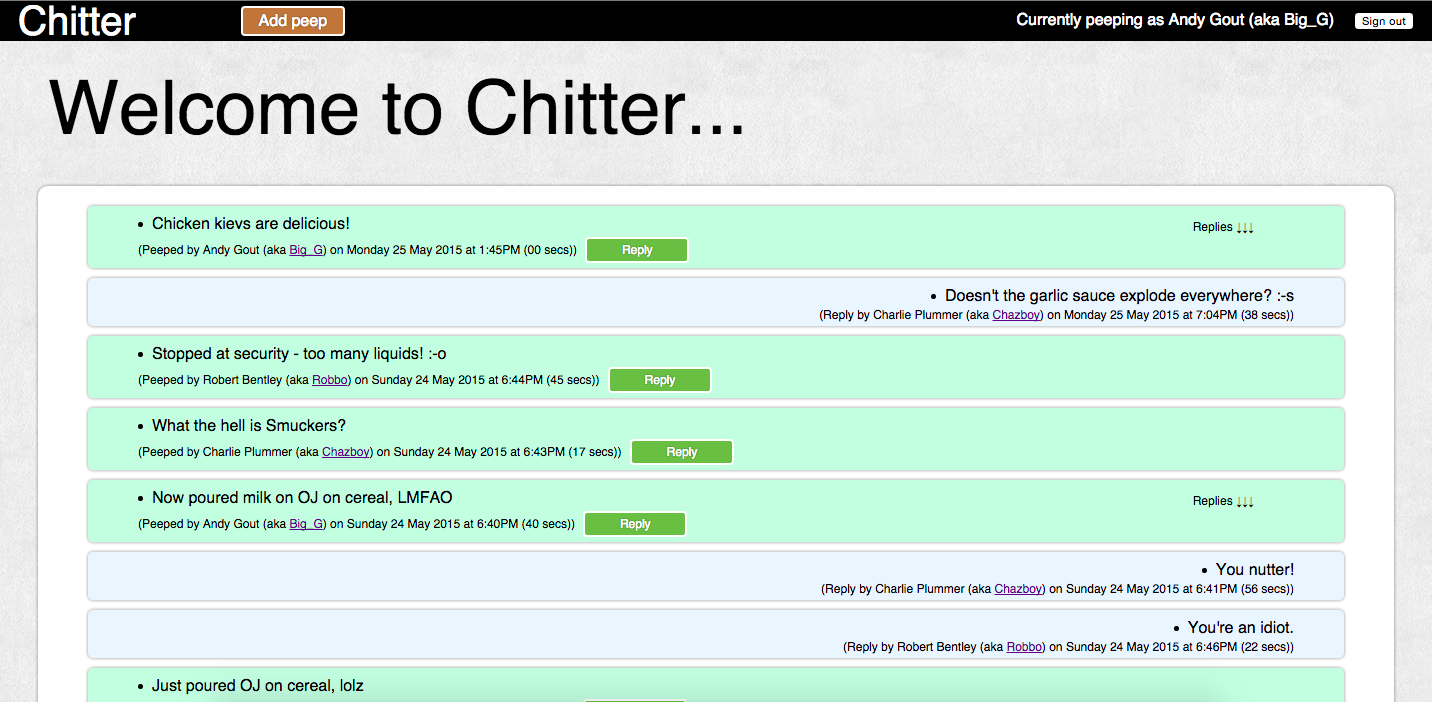 Chitter
Add peep
Currently peeping as Andy Gout (aka Big_G)
Sign out
Welcome to Chitter...
• Chicken kievs are delicious!
Replies ↓↓↓
(Peeped by Andy Gout (aka Big_G) on Monday 25 May 2015 at 1:45PM (00 secs))
Reply
• Doesn't the garlic sauce explode everywhere? :-s
(Reply by Charlie Plummer (aka Chazboy) on Monday 25 May 2015 at 7:04PM (38 secs))
• Stopped at security - too many liquids! :-o
(Peeped by Robert Bentley (aka Robbo) on Sunday 24 May 2015 at 6:44PM (45 secs))
Reply
• What the hell is Smuckers?
(Peeped by Charlie Plummer (aka Chazboy) on Sunday 24 May 2015 at 6:43PM (17 secs))
Reply
• Now poured milk on OJ on cereal, LMFAO
Replies ↓↓↓
(Peeped by Andy Gout (aka Big_G) on Sunday 24 May 2015 at 6:40PM (40 secs))
Reply
• You nutter!
(Reply by Charlie Plummer (aka Chazboy) on Sunday 24 May 2015 at 6:41PM (56 secs))
• You're an idiot.
(Reply by Robert Bentley (aka Robbo) on Sunday 24 May 2015 at 6:46PM (22 secs))
• Just poured OJ on cereal, lolz